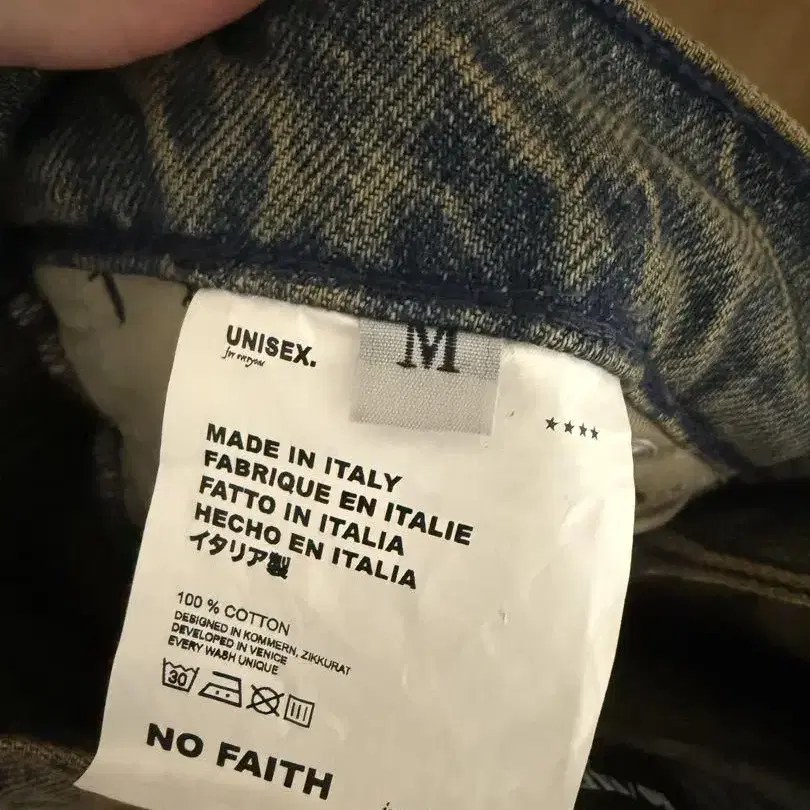 UNISEX.
for everyone
M
★★★★
MADE IN ITALY
FABRIQUE EN ITALIE
FATTO IN ITALIA
HECHO EN ITALIA
イタリア製
100 % COTTON
DESIGNED IN KOMMERN, ZIKKURAT
DEVELOPED IN VENICE
EVERY WASH UNIQUE
30
NO FAITH